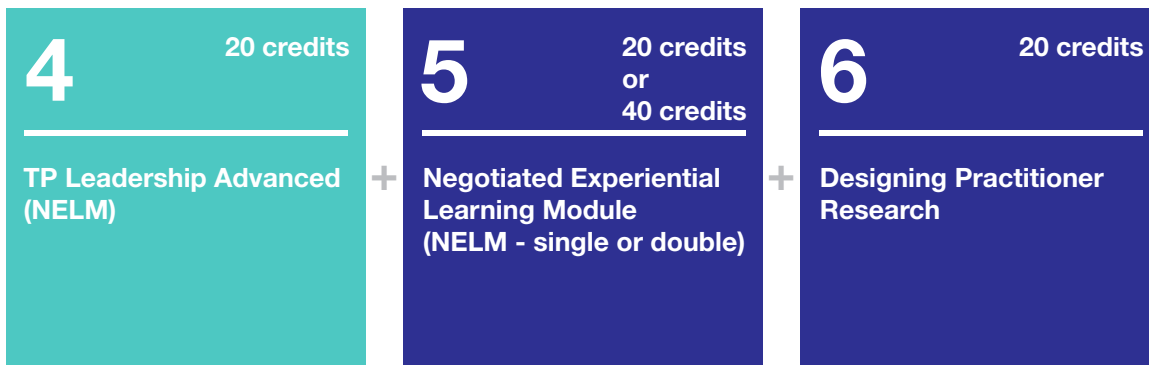 4
20 credits
TP Leadership Advanced
(NELM)
+
5
20 credits
or
40 credits
Negotiated Experiential
Learning Module
(NELM - single or double)
+
6
20 credits
Designing Practitioner
Research